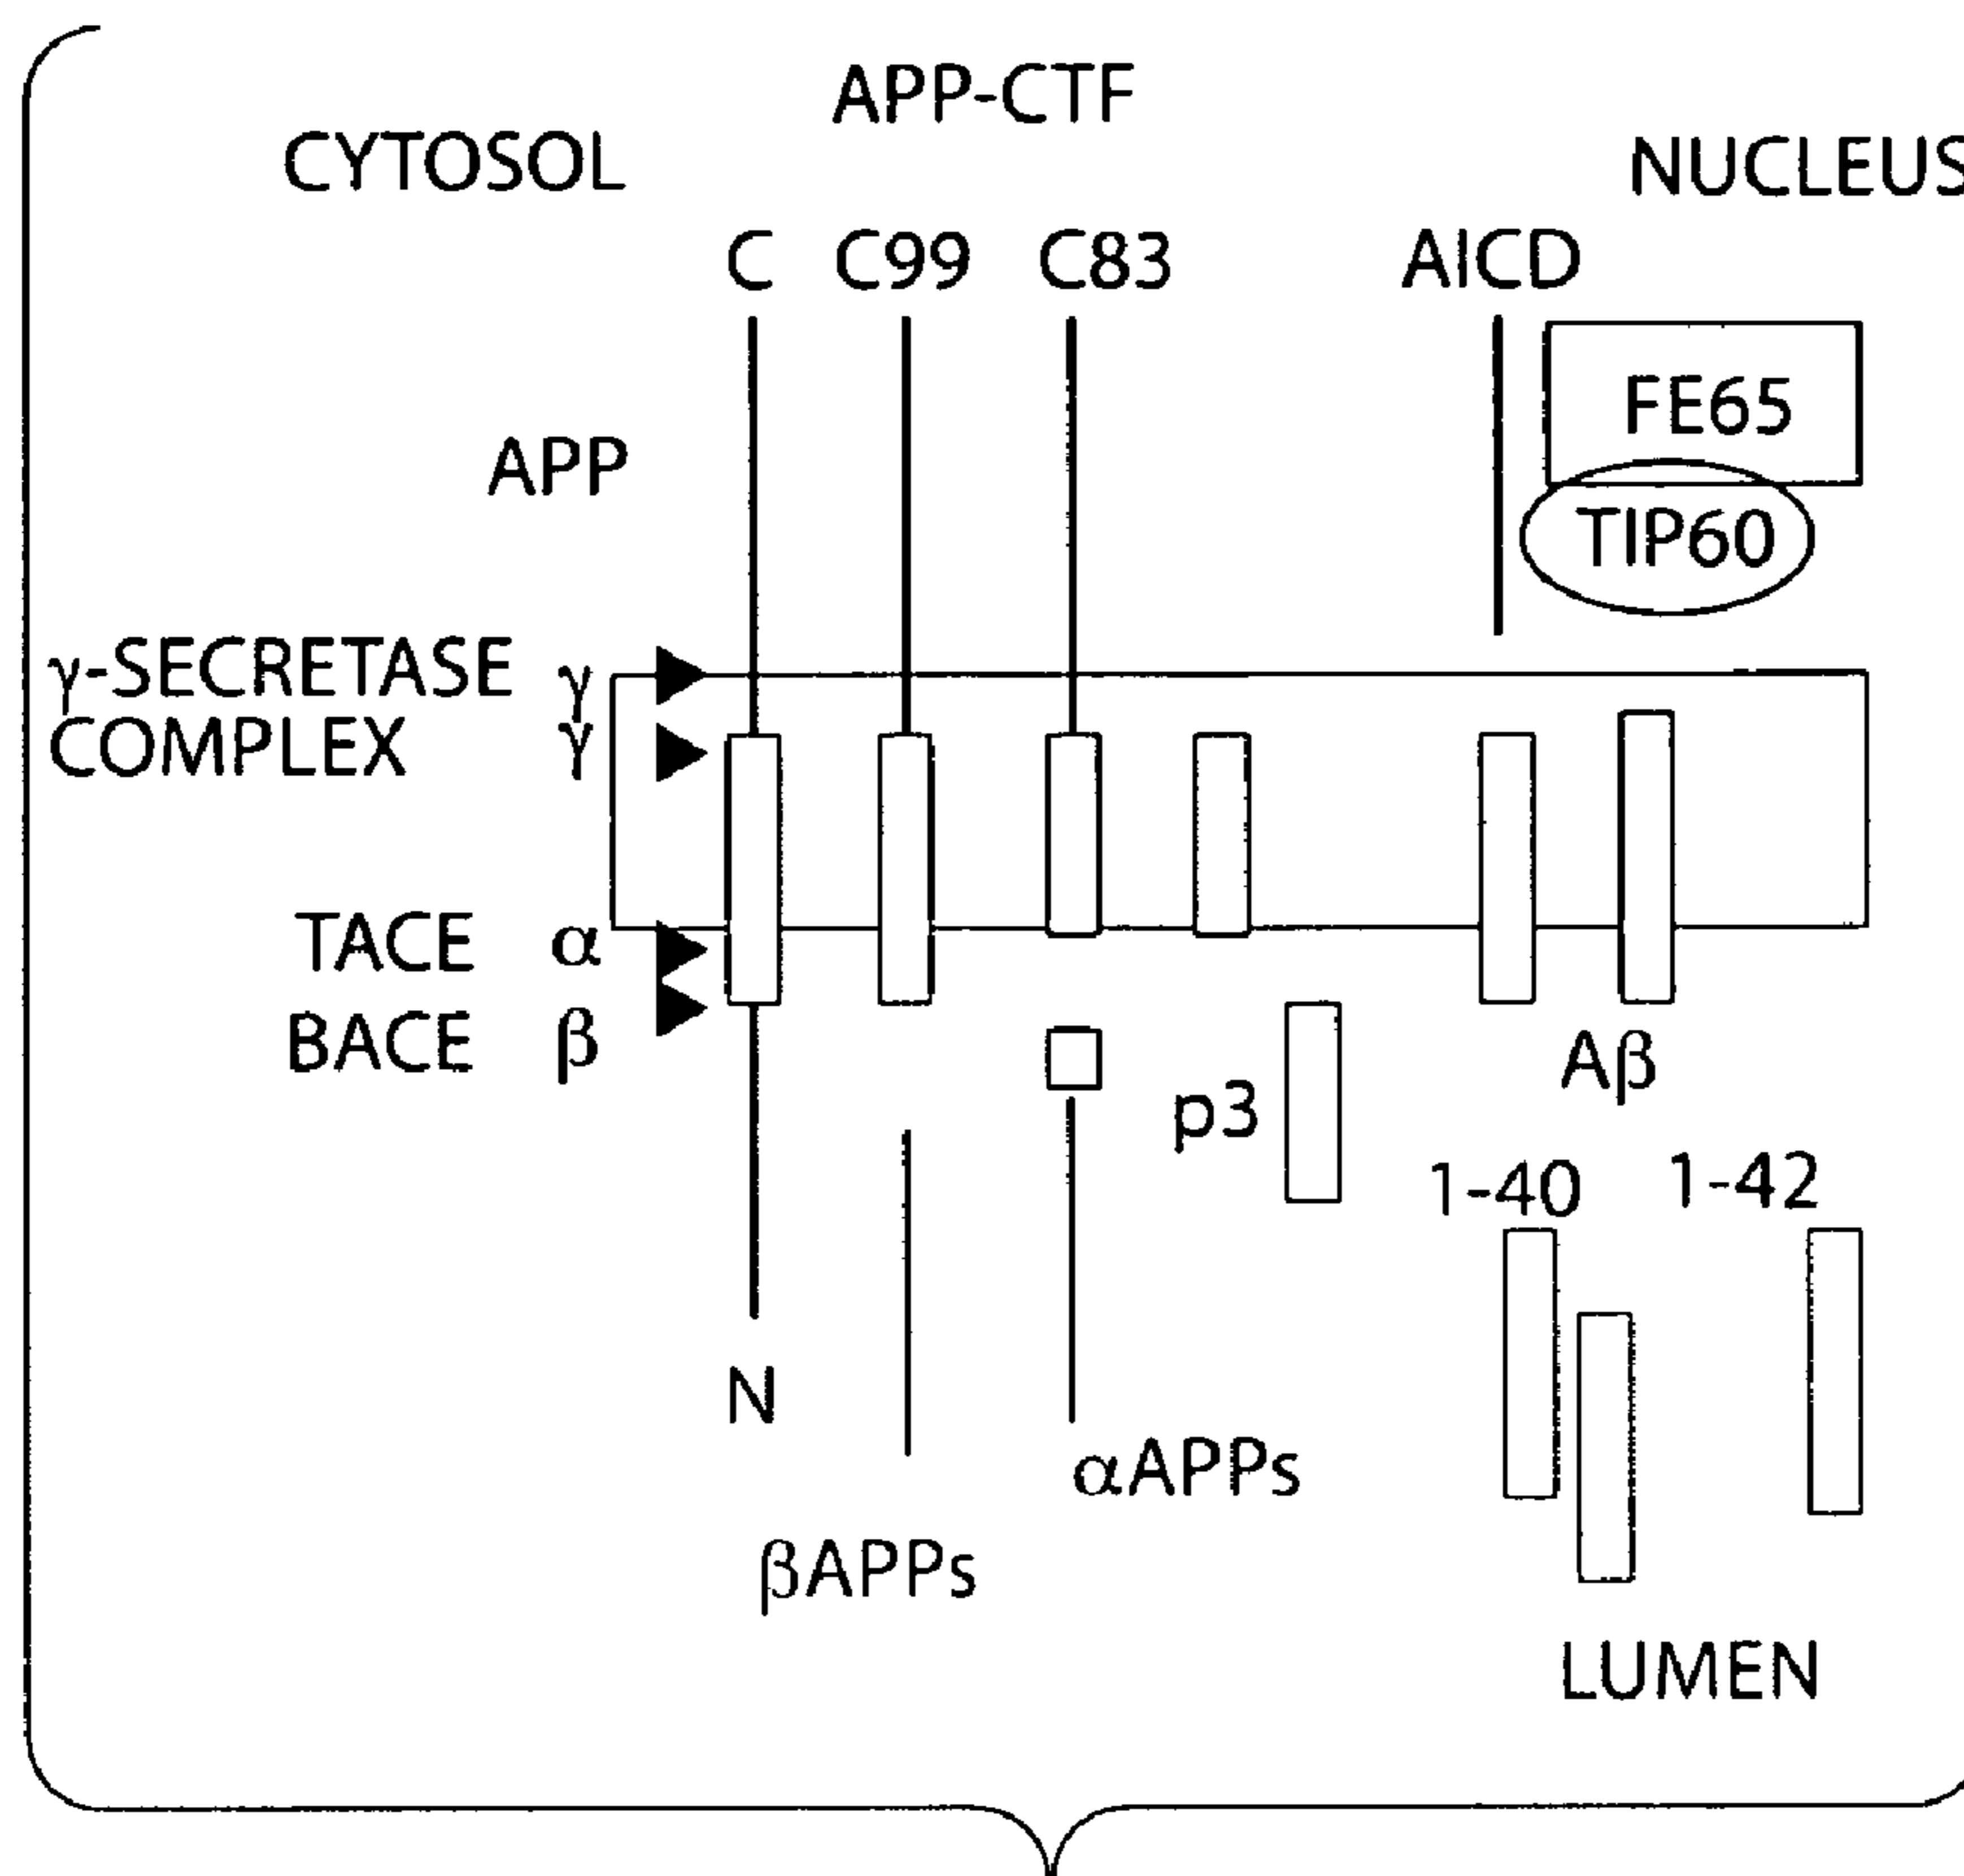 APP-CTF
CYTOSOL
NUCLEUS
C
C99
C83
AICD
FE65
APP
TIP60
γ-SECRETASE
COMPLEX
γ
γ
TACE α
BACE β
Aβ
p3
1-40
1-42
N
αAPPs
βAPPs
LUMEN